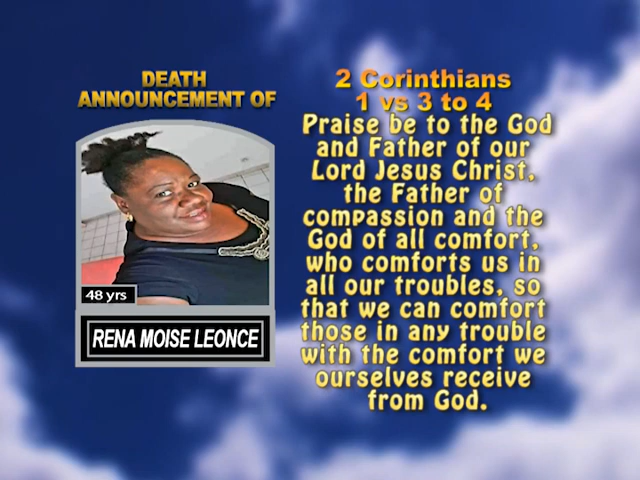 DEATH
ANNOUNCEMENT OF
48 yrs
RENA MOISE LEONCE
2 Corinthians
1 vs 3 to 4
Praise be to the God
and Father of our
Lord Jesus Christ,
the Father of
compassion and the
God of all comfort,
who comforts us in
all our troubles, so
that we can comfort
those in any trouble
with the comfort we
ourselves receive
from God.